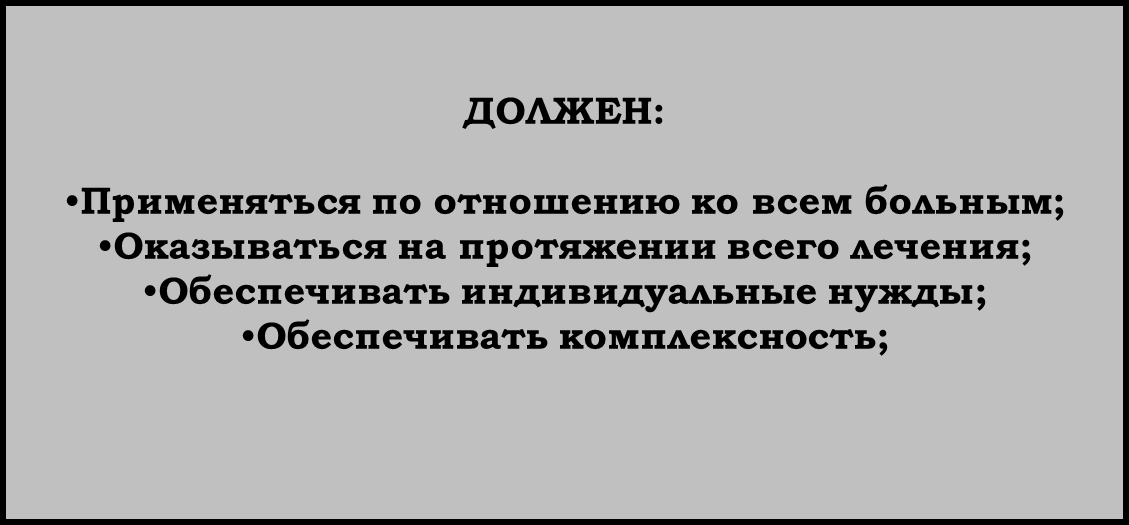 ДОЛЖЕН:
•Применяться по отношению ко всем больным;
•Оказываться на протяжении всего лечения;
•Обеспечивать индивидуальные нужды;
•Обеспечивать комплексность;